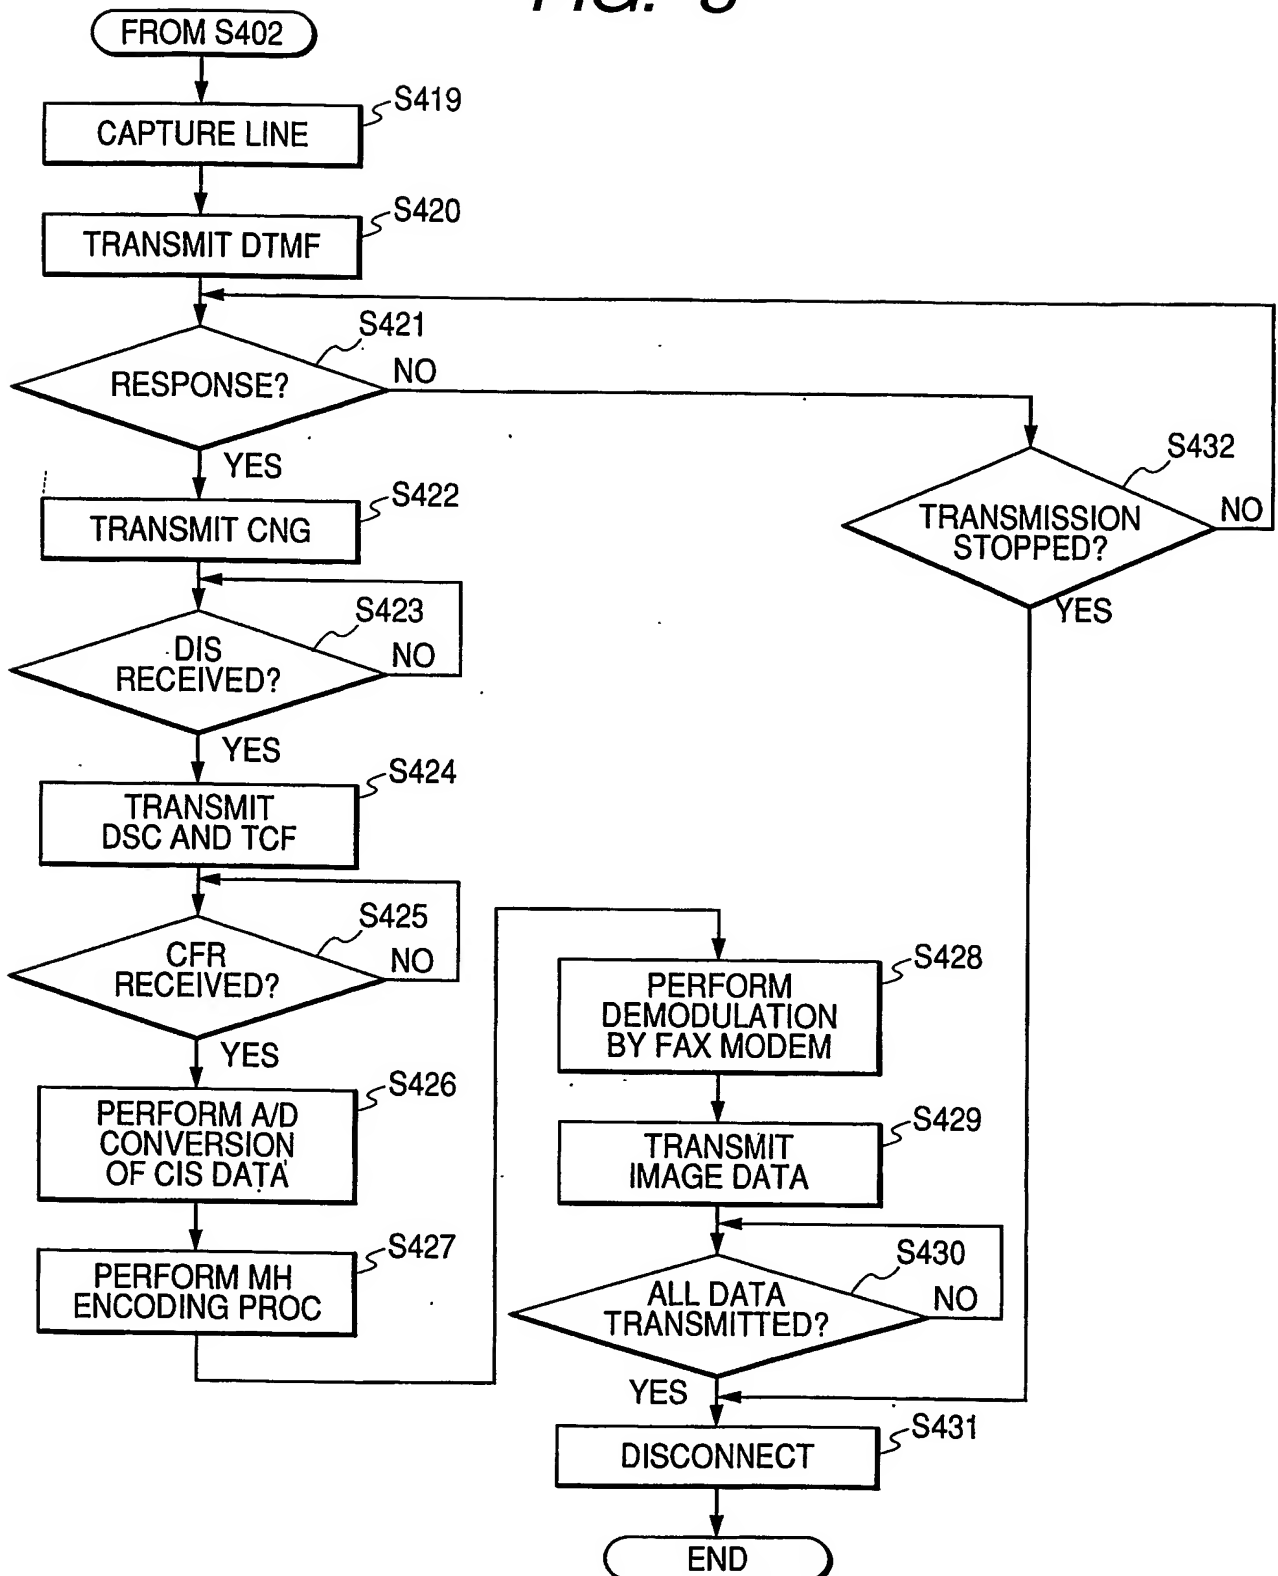 FROM S402
S419
CAPTURE LINE
S420
TRANSMIT DTMF
S421
RESPONSE?
NO
YES
S432
TRANSMISSION
STOPPED?
NO
YES
S422
TRANSMIT CNG
S423
DIS
RECEIVED?
NO
YES
S424
TRANSMIT
DSC AND TCF
S425
CFR
RECEIVED?
NO
YES
S426
PERFORM A/D
CONVERSION
OF CIS DATA
S427
PERFORM MH
ENCODING PROC
S428
PERFORM
DEMODULATION
BY FAX MODEM
S429
TRANSMIT
IMAGE DATA
S430
ALL DATA
TRANSMITTED?
NO
YES
S431
DISCONNECT
END